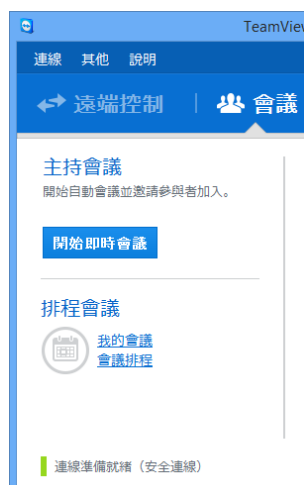 TeamView
連線 其他 說明
遠端控制 會議
主持會議
開始自動會議並邀請參與者加入。
開始即時會議
排程會議
我的會議
會議排程
連線準備就緒（安全連線）